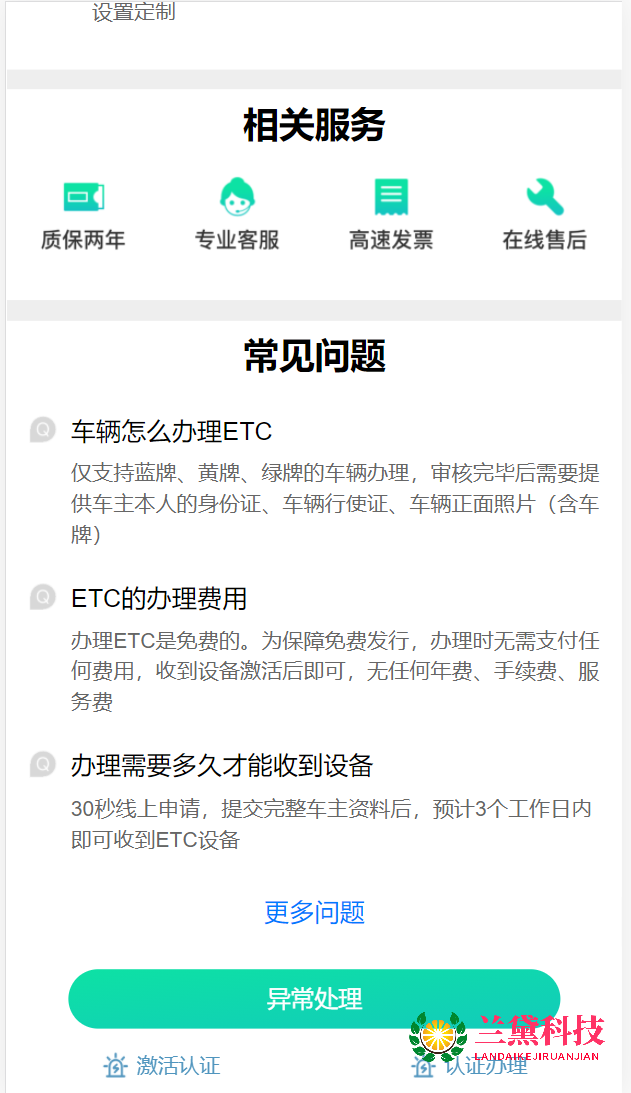 设置定制
相关服务
质保两年
专业客服
高速发票
在线售后
常见问题
Q
车辆怎么办理ETC
仅支持蓝牌、黄牌、绿牌的车辆办理，审核完毕后需要提
供车主本人的身份证、车辆行使证、车辆正面照片（含车
牌）
Q
ETC的办理费用
办理ETC是免费的。为保障免费发行，办理时无需支付任
何费用，收到设备激活后即可，无任何年费、手续费、服
务费
Q
办理需要多久才能收到设备
30秒线上申请，提交完整车主资料后，预计3个工作日内
即可收到ETC设备
更多问题
异常处理
激活认证
认证办理
兰黛科技
LANDAIKEJIRUANJIAN